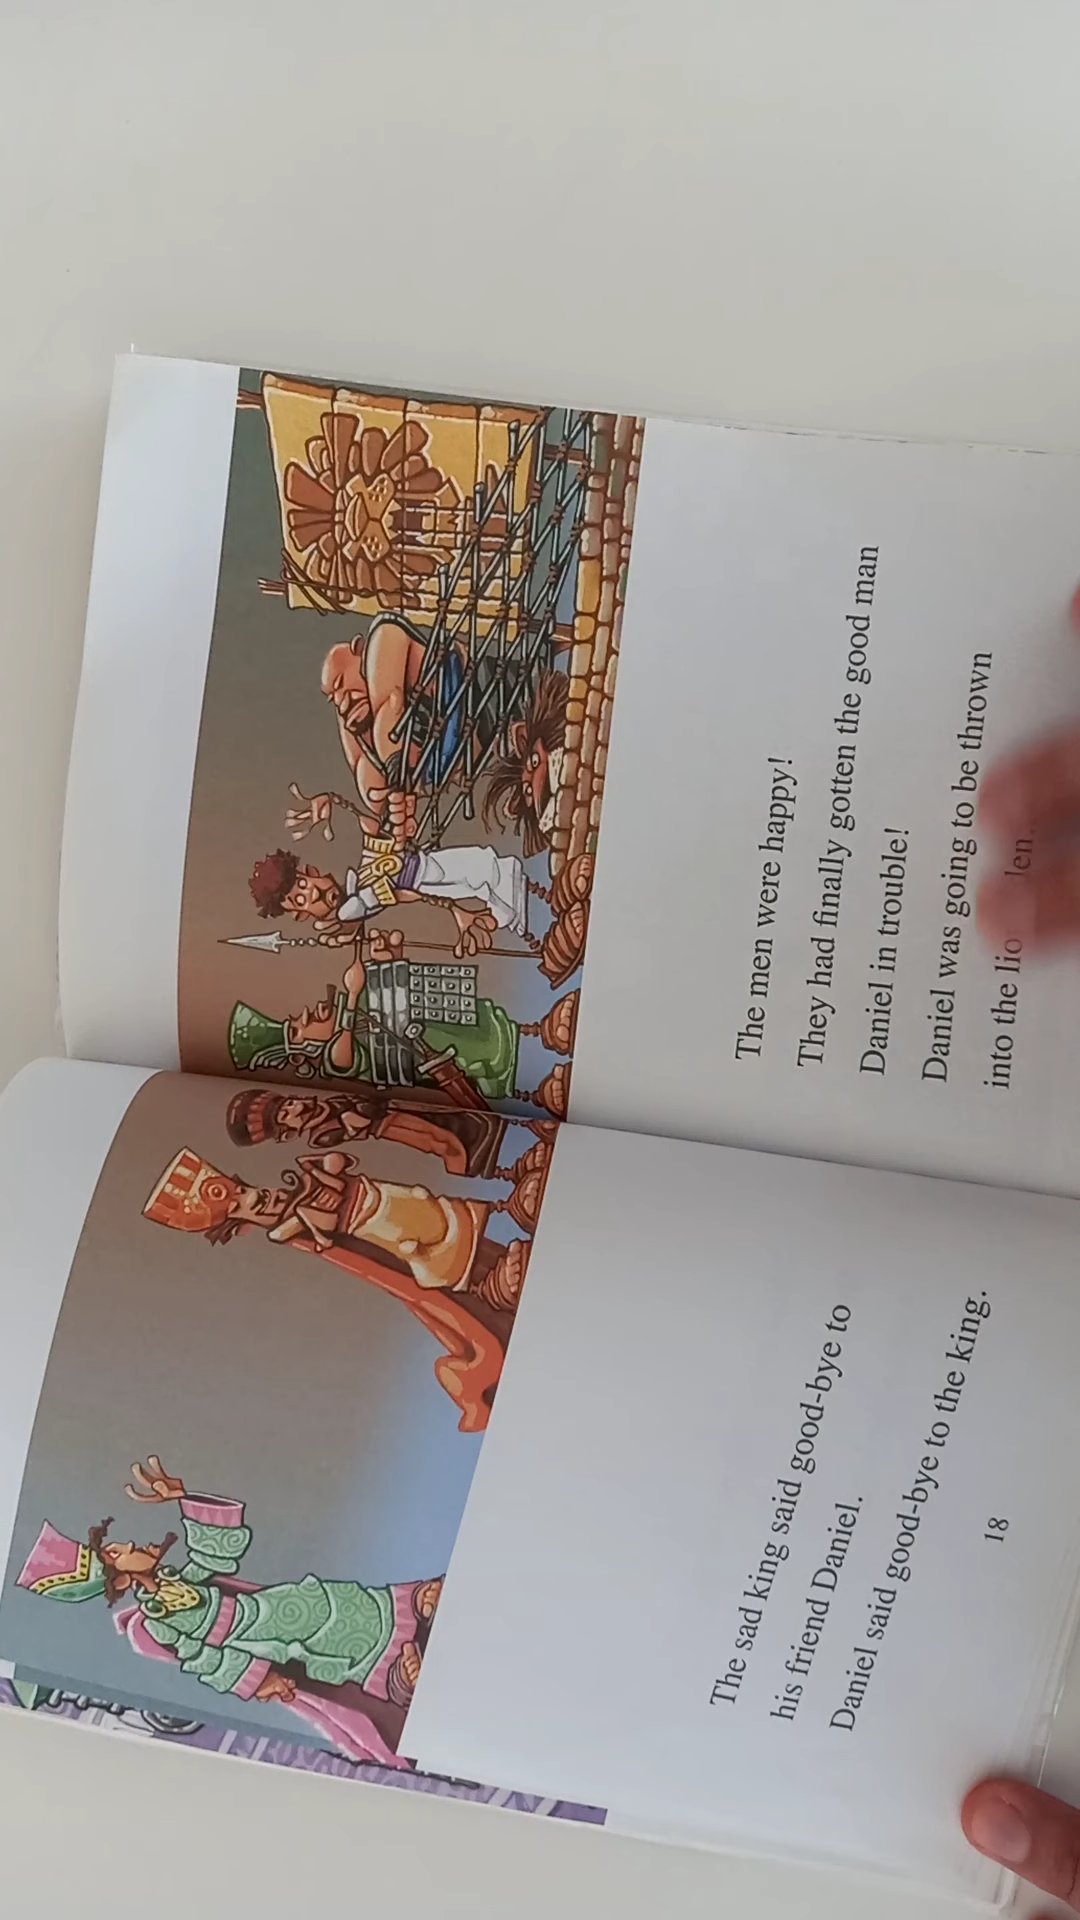 The sad king said good-bye to
his friend Daniel.
Daniel said good-bye to the king.
18
The men were happy!
They had finally gotten the good man
Daniel in trouble!
Daniel was going to be thrown
into the